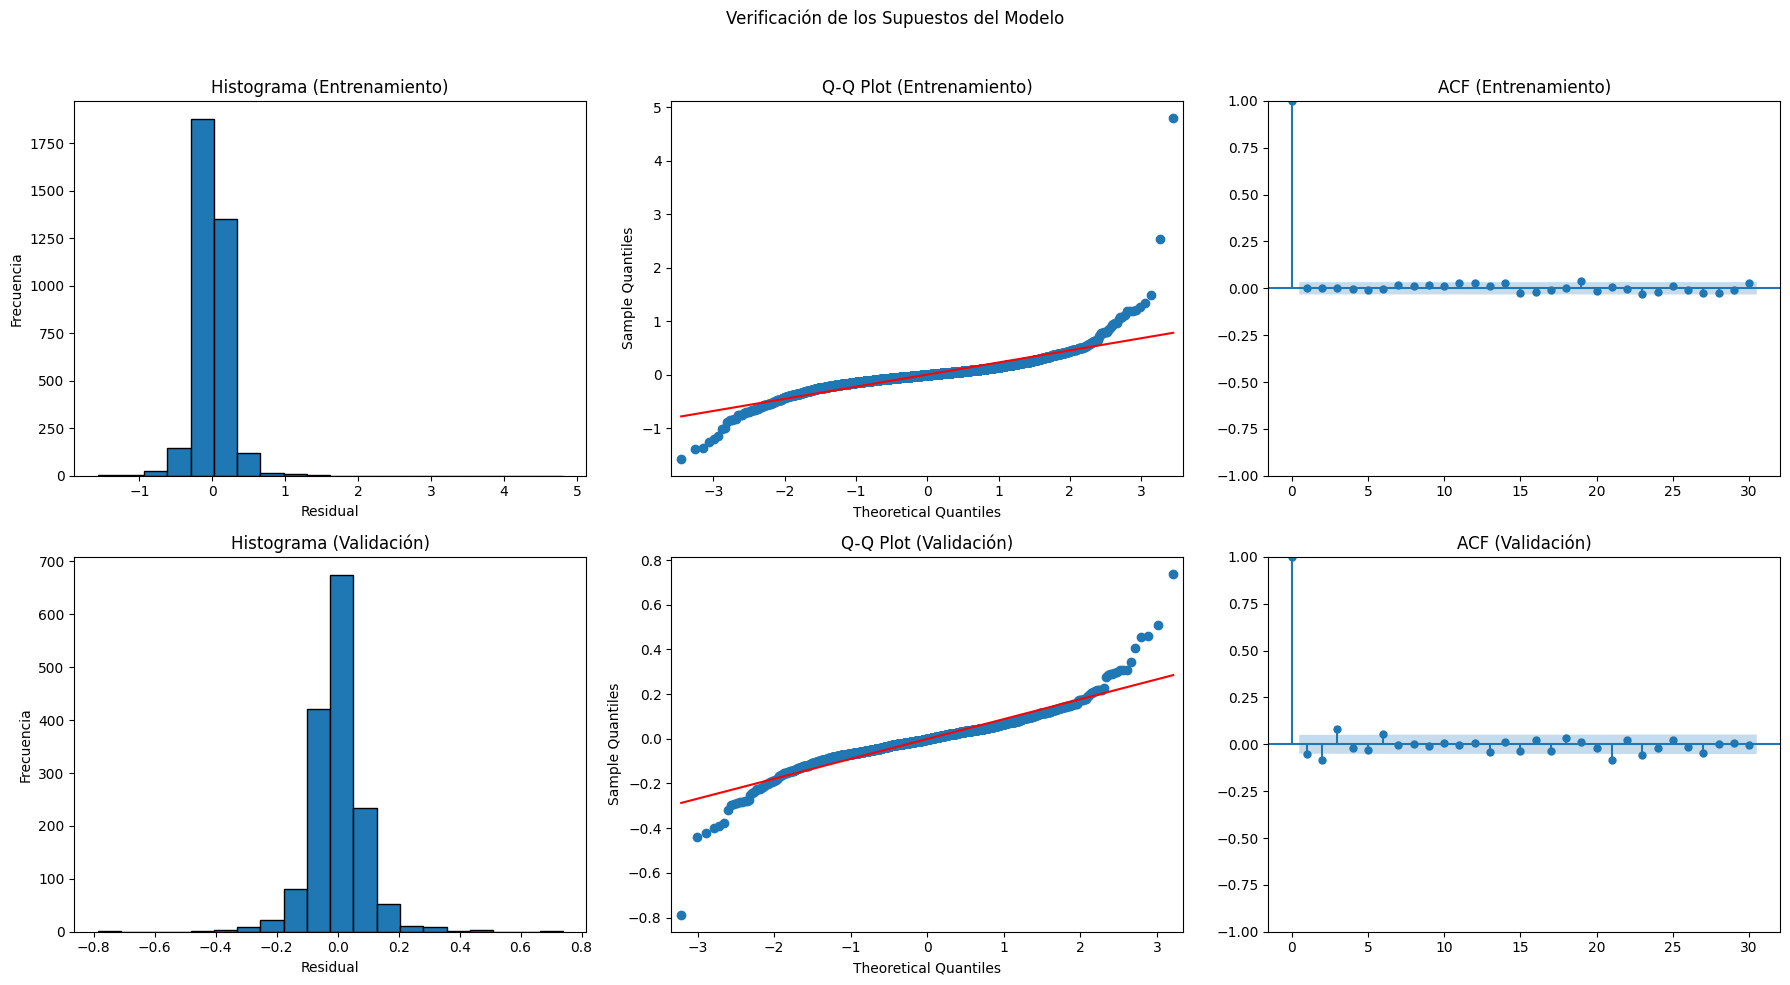 Verificación de los Supuestos del Modelo
Histograma (Entrenamiento)
Frecuencia
1750
1500
1250
1000
750
500
250
0
−1 0 1 2 3 4 5
Residual
Q-Q Plot (Entrenamiento)
Sample Quantiles
5
4
3
2
1
0
−1
−3 −2 −1 0 1 2 3
Theoretical Quantiles
ACF (Entrenamiento)
1.00
0.75
0.50
0.25
0.00
−0.25
−0.50
−0.75
−1.00
0 5 10 15 20 25 30
Histograma (Validación)
Frecuencia
700
600
500
400
300
200
100
0
−0.8 −0.6 −0.4 −0.2 0.0 0.2 0.4 0.6 0.8
Residual
Q-Q Plot (Validación)
Sample Quantiles
0.8
0.6
0.4
0.2
0.0
−0.2
−0.4
−0.6
−0.8
−3 −2 −1 0 1 2 3
Theoretical Quantiles
ACF (Validación)
1.00
0.75
0.50
0.25
0.00
−0.25
−0.50
−0.75
−1.00
0 5 10 15 20 25 30